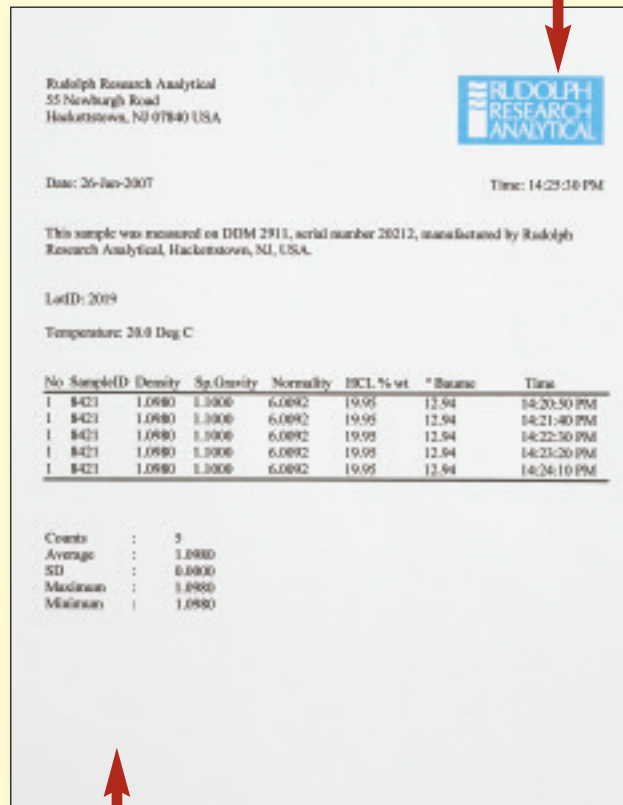 Rudolph Research Analytical
55 Newburgh Road
Hackettstown, NJ 07840 USA
RUDOLPH
RESEARCH
ANALYTICAL
Date: 26-Jan-2007
Time: 14:25:30 PM
This sample was measured on DDM 2911, serial number 20212, manufactured by Rudolph
Research Analytical, Hackettstown, NJ, USA.
LotID: 2019
Temperature: 20.0 Deg C
No SampleID Density Sp.Gravity Normality HCL % wt ° Baume Time
1 8421 1.0980 1.1000 6.0092 19.95 12.94 14:20:50 PM
1 8421 1.0980 1.1000 6.0092 19.95 12.94 14:21:40 PM
1 8421 1.0980 1.1000 6.0092 19.95 12.94 14:22:30 PM
1 8421 1.0980 1.1000 6.0092 19.95 12.94 14:23:20 PM
1 8421 1.0980 1.1000 6.0092 19.95 12.94 14:24:10 PM
Counts : 5
Average : 1.0980
SD : 0.0000
Maximum : 1.0980
Minimum : 1.0980